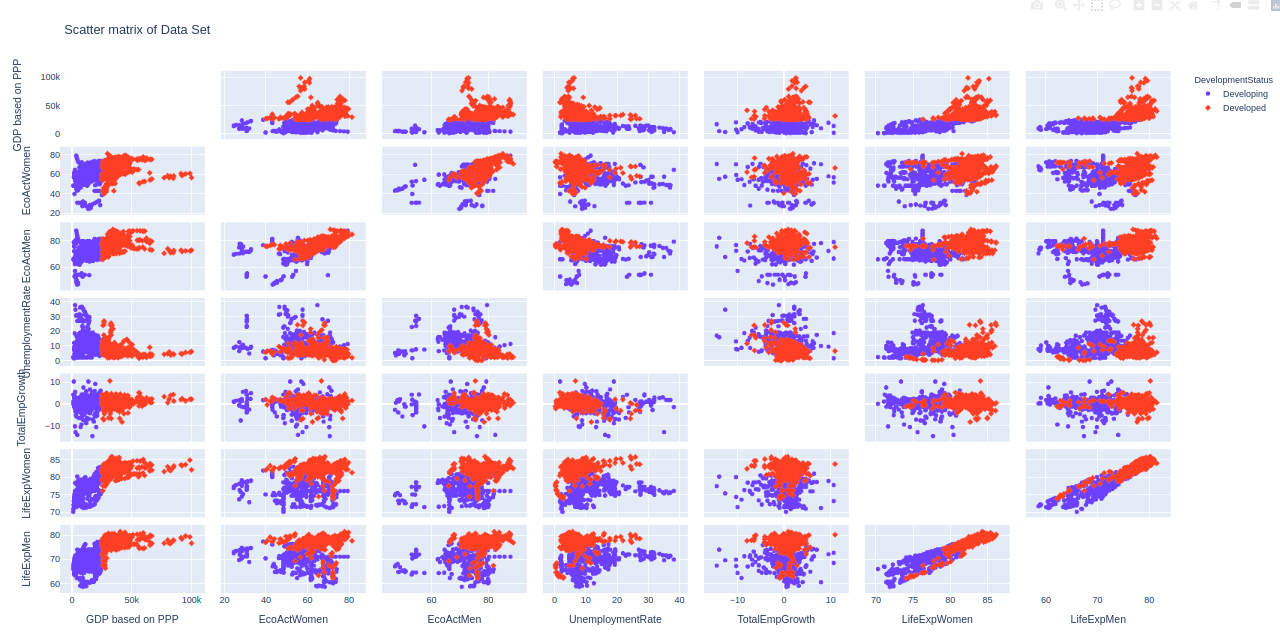 Scatter matrix of Data Set
DevelopmentStatus
Developing
Developed
GDP based on PPP
100k
50k
0
EcoActWomen
80
60
40
20
EcoActMen
80
60
UnemploymentRate
40
30
20
10
0
TotalEmpGrowth
10
0
−10
LifeExpWomen
85
80
75
70
LifeExpMen
80
70
60
0 50k 100k 20 40 60 80 60 80 0 10 20 30 40 −10 0 10 70 75 80 85 60 70 80
GDP based on PPP EcoActWomen EcoActMen UnemploymentRate TotalEmpGrowth LifeExpWomen LifeExpMen